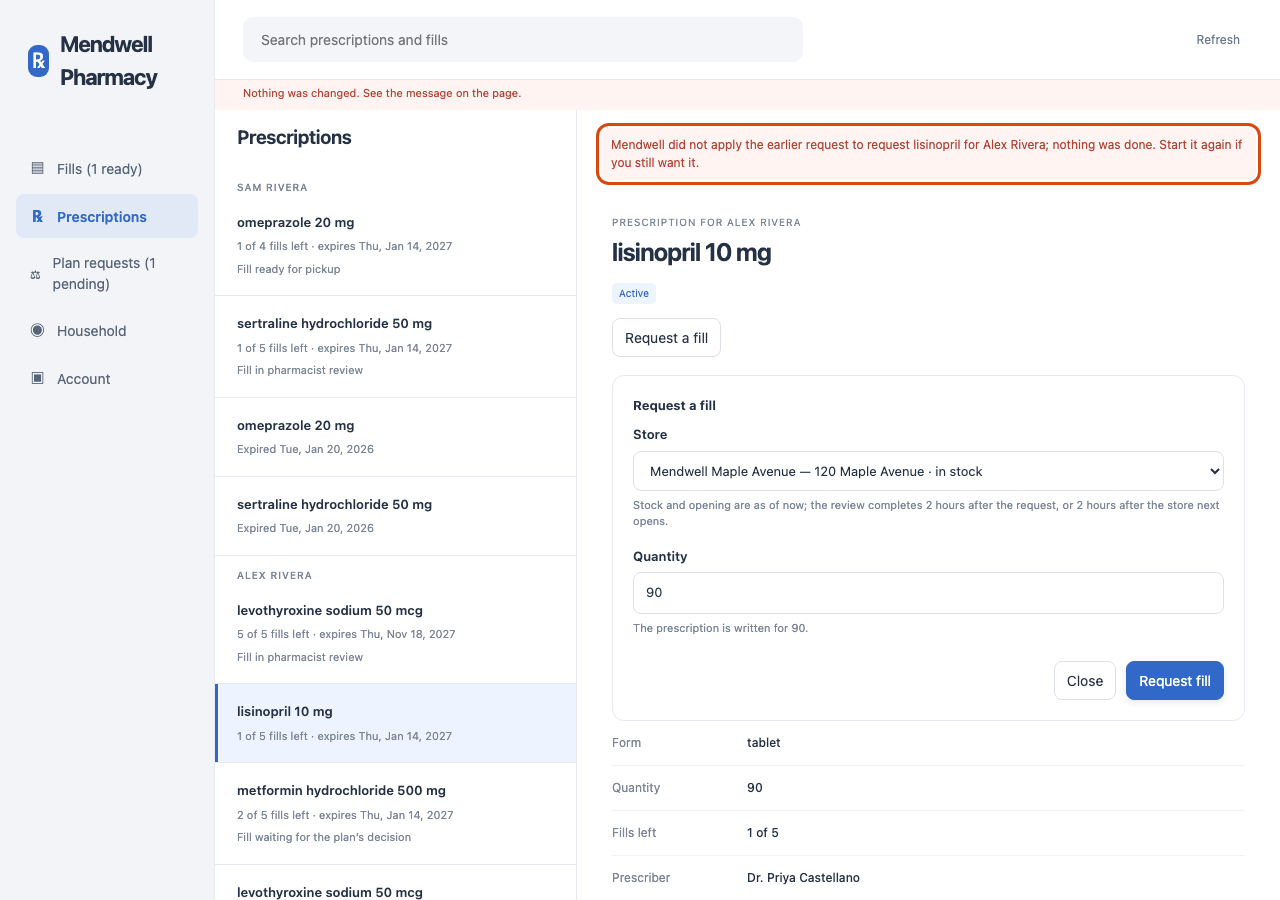 Mendwell
Pharmacy
Fills (1 ready)
Prescriptions
Plan requests (1
pending)
Household
Account
Search prescriptions and fills
Refresh
Nothing was changed. See the message on the page.
Prescriptions
SAM RIVERA
omeprazole 20 mg
1 of 4 fills left · expires Thu, Jan 14, 2027
Fill ready for pickup
sertraline hydrochloride 50 mg
1 of 5 fills left · expires Thu, Jan 14, 2027
Fill in pharmacist review
omeprazole 20 mg
Expired Tue, Jan 20, 2026
sertraline hydrochloride 50 mg
Expired Tue, Jan 20, 2026
ALEX RIVERA
levothyroxine sodium 50 mcg
5 of 5 fills left · expires Thu, Nov 18, 2027
Fill in pharmacist review
lisinopril 10 mg
1 of 5 fills left · expires Thu, Jan 14, 2027
metformin hydrochloride 500 mg
2 of 5 fills left · expires Thu, Jan 14, 2027
Fill waiting for the plan's decision
levothyroxine sodium 50 mcg
Mendwell did not apply the earlier request to request lisinopril for Alex Rivera; nothing was done. Start it again if
you still want it.
PRESCRIPTION FOR ALEX RIVERA
lisinopril 10 mg
Active
Request a fill
Request a fill
Store
Mendwell Maple Avenue — 120 Maple Avenue · in stock
Stock and opening are as of now; the review completes 2 hours after the request, or 2 hours after the store next
opens.
Quantity
90
The prescription is written for 90.
Close
Request fill
Form tablet
Quantity 90
Fills left 1 of 5
Prescriber Dr. Priya Castellano